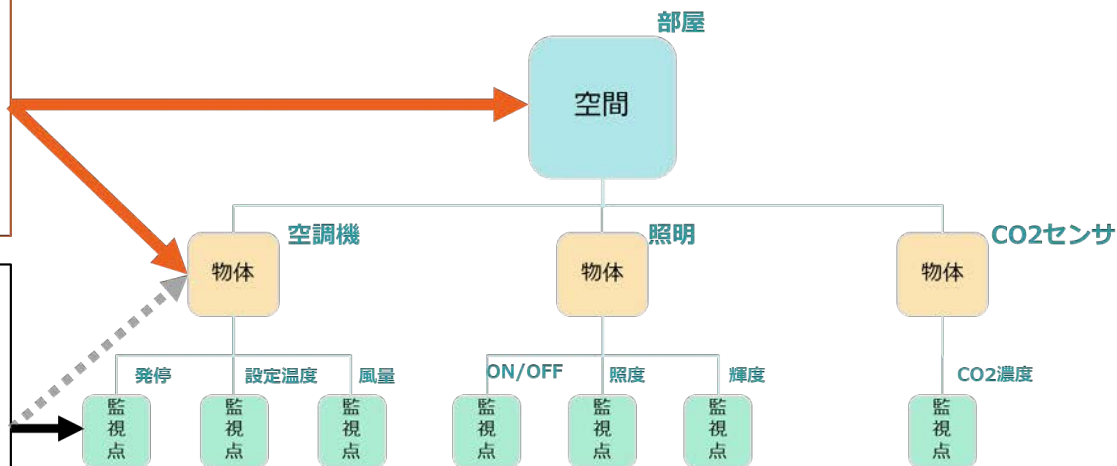 部屋
空間
空調機
照明
CO2センサ
物体
物体
物体
発停
設定温度
風量
ON/OFF
照度
輝度
CO2濃度
監視点
監視点
監視点
監視点
監視点
監視点
監視点